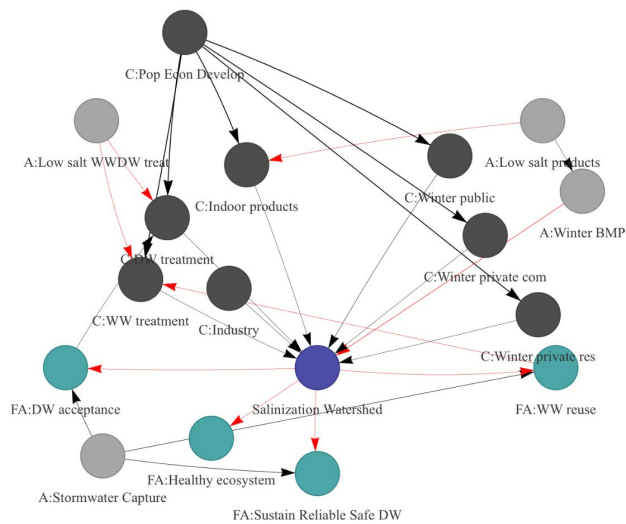 C:Pop Econ Develop
A:Low salt WWDW treat
A:Low salt products
C:Indoor products
C:Winter public
A:Winter BMP
C:DW treatment
C:Winter private com
C:WW treatment
C:Industry
C:Winter private res
FA:DW acceptance
Salinization Watershed
FA:WW reuse
FA:Healthy ecosystem
A:Stormwater Capture
FA:Sustain Reliable Safe DW